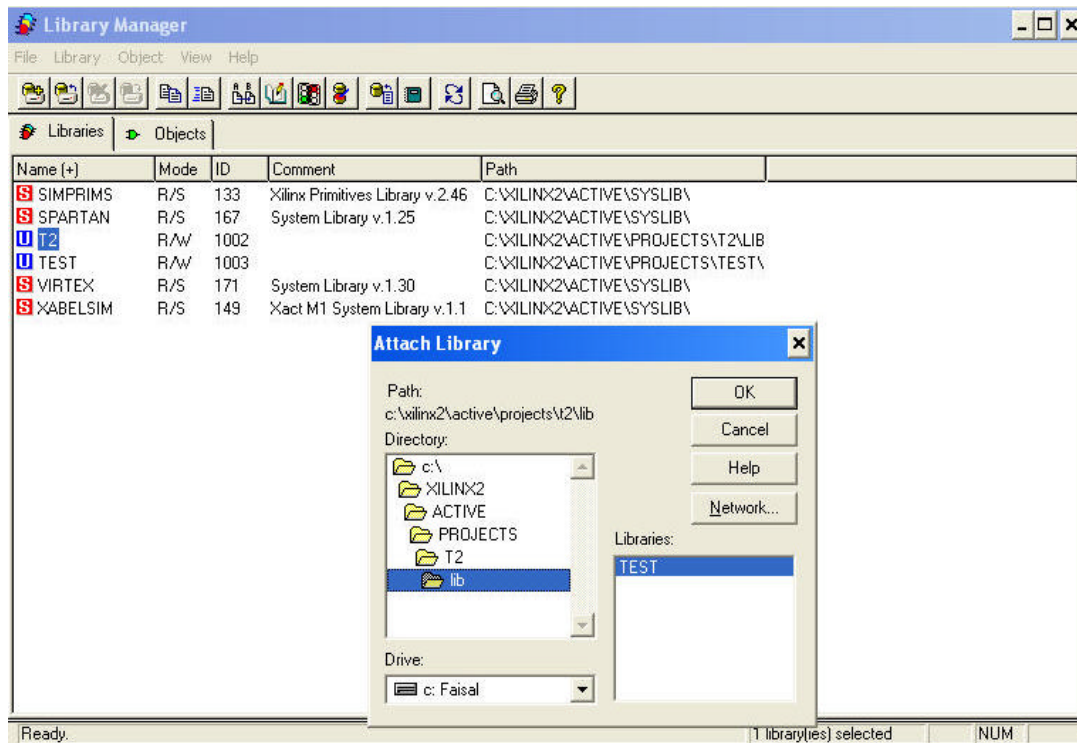 Library Manager
File Library Object View Help
Libraries Objects
Name (+) Mode ID Comment Path
S SIMPRIMS R/S 133 Xilinx Primitives Library v.2.46 C:\XILINX2\ACTIVE\SYSLIB\
S SPARTAN R/S 167 System Library v.1.25 C:\XILINX2\ACTIVE\SYSLIB\
U T2 R/W 1002 C:\XILINX2\ACTIVE\PROJECTS\T2\LIB
U TEST R/W 1003 C:\XILINX2\ACTIVE\PROJECTS\TEST\
S VIRTEX R/S 171 System Library v.1.30 C:\XILINX2\ACTIVE\SYSLIB\
S XABELSIM R/S 149 Xact M1 System Library v.1.1 C:\XILINX2\ACTIVE\SYSLIB\
Attach Library
Path:
c:\xilinx2\active\projects\t2\lib
Directory:
c:\
XILINX2
ACTIVE
PROJECTS
T2
lib
Drive:
c: Faisal
OK
Cancel
Help
Network...
Libraries:
TEST
Ready. 1 library(ies) selected NUM